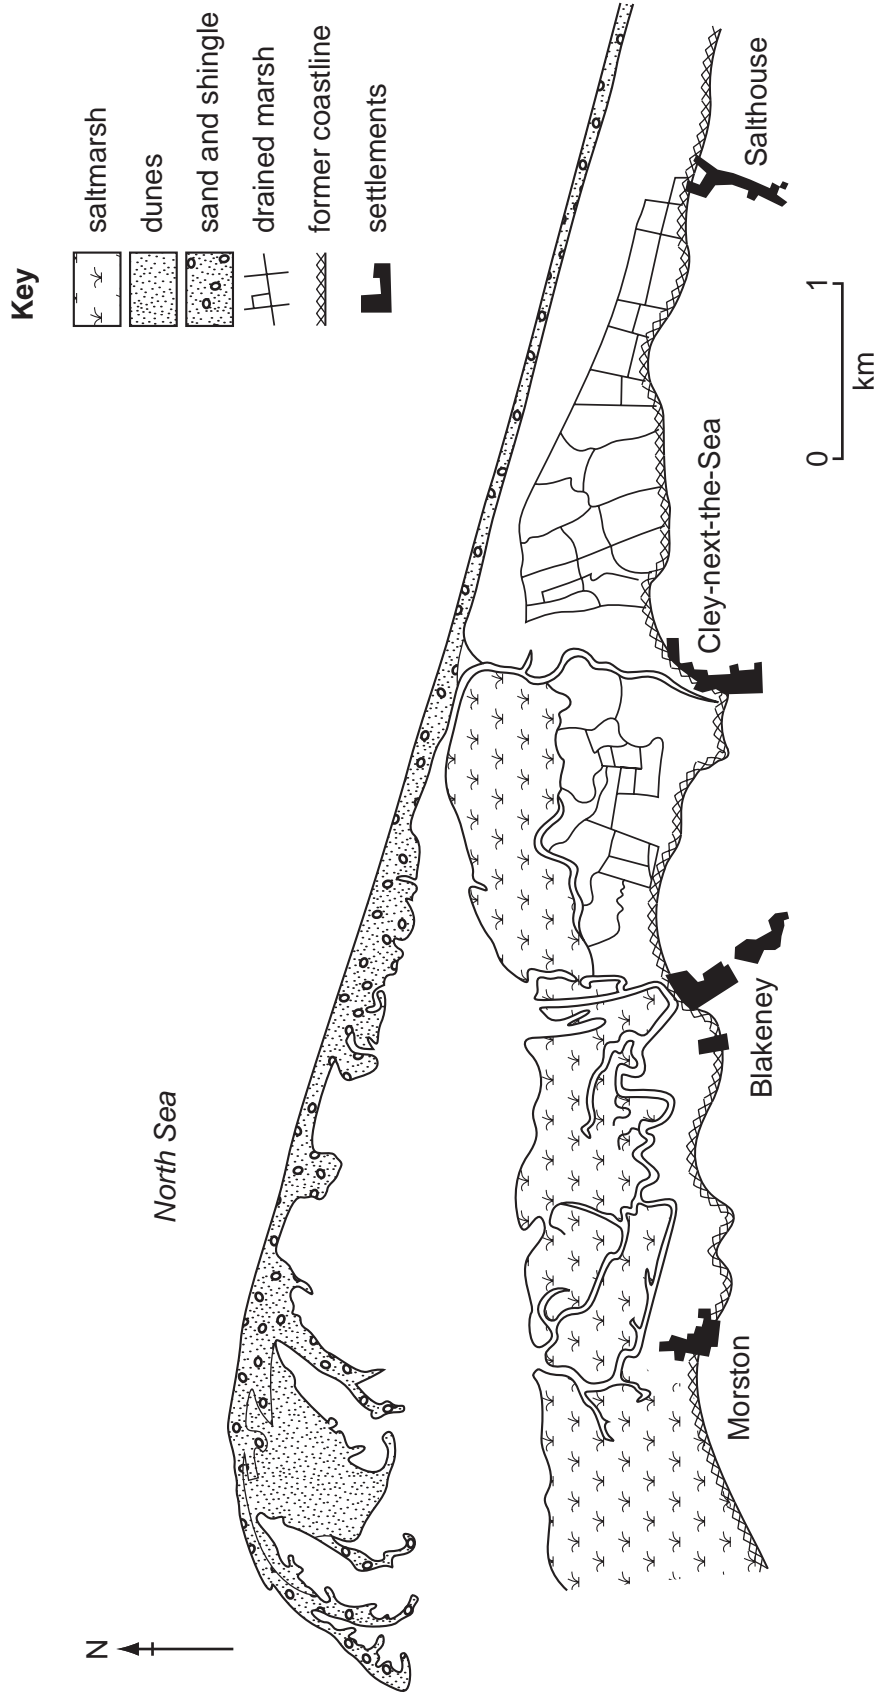 Key
saltmarsh
dunes
sand and shingle
drained marsh
former coastline
settlements
N
North Sea
Morston
Blakeney
Cley-next-the-Sea
Salthouse
0 1
km